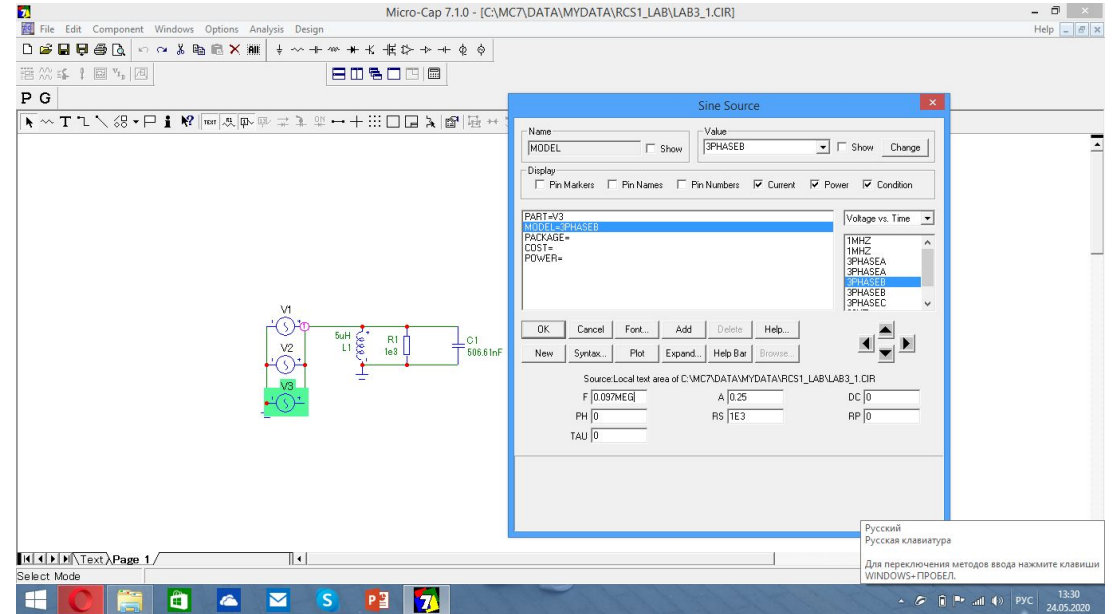 Micro-Cap 7.1.0 - [C:\MC7\DATA\MYDATA\RCS1_LAB\LAB3_1.CIR]
File Edit Component Windows Options Analysis Design Help
P G
Sine Source
Name
MODEL
Show
Value
3PHASEB
Show
Change
Display
Pin Markers Pin Names Pin Numbers Current Power Condition
PART=V3
MODEL=3PHASEB
PACKAGE=
COST=
POWER=
Voltage vs. Time
1MHZ
1MHZ
3PHASEA
3PHASEA
3PHASEB
3PHASEB
3PHASEC
OK Cancel Font... Add Delete Help...
New Syntax... Plot Expand... Help Bar Browse...
Source:Local text area of C:\MC7\DATA\MYDATA\RCS1_LAB\LAB3_1.CIR
F 0.097MEG A 0.25 DC 0
PH 0 RS 1E3 RP 0
TAU 0
V1
V2
V3
5uH
L1
R1
1e3
C1
506.61nF
Text Page 1
Select Mode
Русский
Русская клавиатура
Для переключения методов ввода нажмите клавиши
WINDOWS+ПРОБЕЛ.
РУС
13:30
24.05.2020